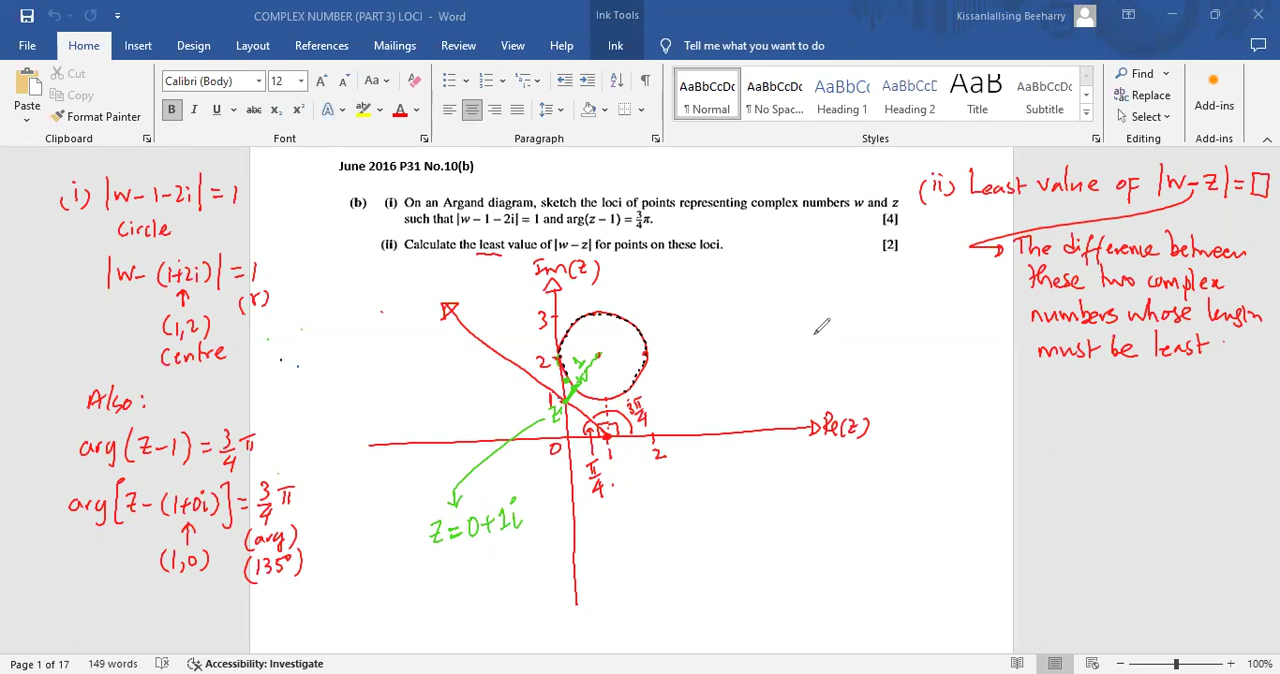 COMPLEX NUMBER (PART 3) LOCI - Word
Ink Tools
Kissanlallsing Beeharry
File Home Insert Design Layout References Mailings Review View Help Ink Tell me what you want to do
Paste
Cut
Copy
Format Painter
Clipboard
Calibri (Body) 12
Font
Paragraph
AaBbCcDc AaBbCcDc AaBbCc AaBbCcD AaB AaBbCcD
¶ Normal ¶ No Spac... Heading 1 Heading 2 Title Subtitle
Styles
Find
Replace
Select
Editing
Add-ins
Add-ins
June 2016 P31 No.10(b)
(b) (i) On an Argand diagram, sketch the loci of points representing complex numbers w and z
such that |w − 1 − 2i| = 1 and arg(z − 1) = 3/4 π. [4]
(ii) Calculate the least value of |w − z| for points on these loci. [2]
(i) |w-1-2i| = 1
Circle
|w-(1+2i)| = 1
(r)
(1,2)
Centre
Also:
arg(z-1) = 3/4 π
arg[z-(1+0i)] = 3/4 π
(arg)
(1,0) (135°)
Im(z)
3
2
1
z
w
0 1 2
3π/4
π/4
Re(z)
z=0+1i
(ii) Least value of |w-z| = □
The difference between
these two complex
numbers whose length
must be least
Page 1 of 17 149 words Accessibility: Investigate 100%